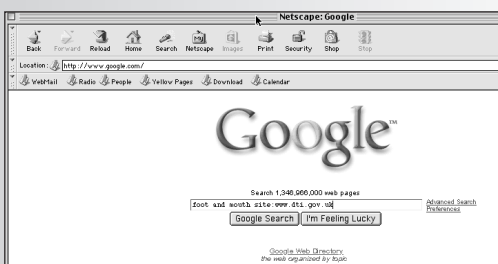 Netscape: Google
Back Forward Reload Home Search Netscape Images Print Security Shop Stop
Location: http://www.google.com/
WebMail Radio People Yellow Pages Download Calendar
Google™
Search 1,346,966,000 web pages
foot and mouth site:www.dti.gov.uk
Advanced Search
Preferences
Google Search I'm Feeling Lucky
Google Web Directory
the web organized by topic